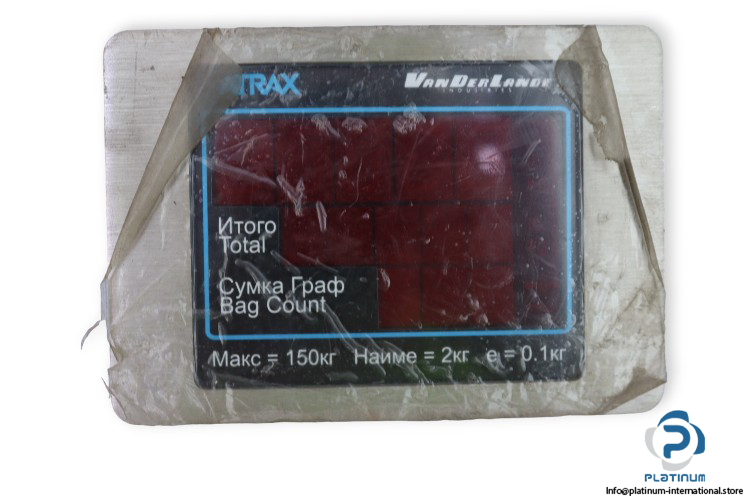 TRAX
VANDERLANDE
INDUSTRIES
Итого
Total
Сумка Граф
Bag Count
Макс = 150кг Наиме = 2кг е = 0.1кг
PLATINUM
Info@platinum-international.store